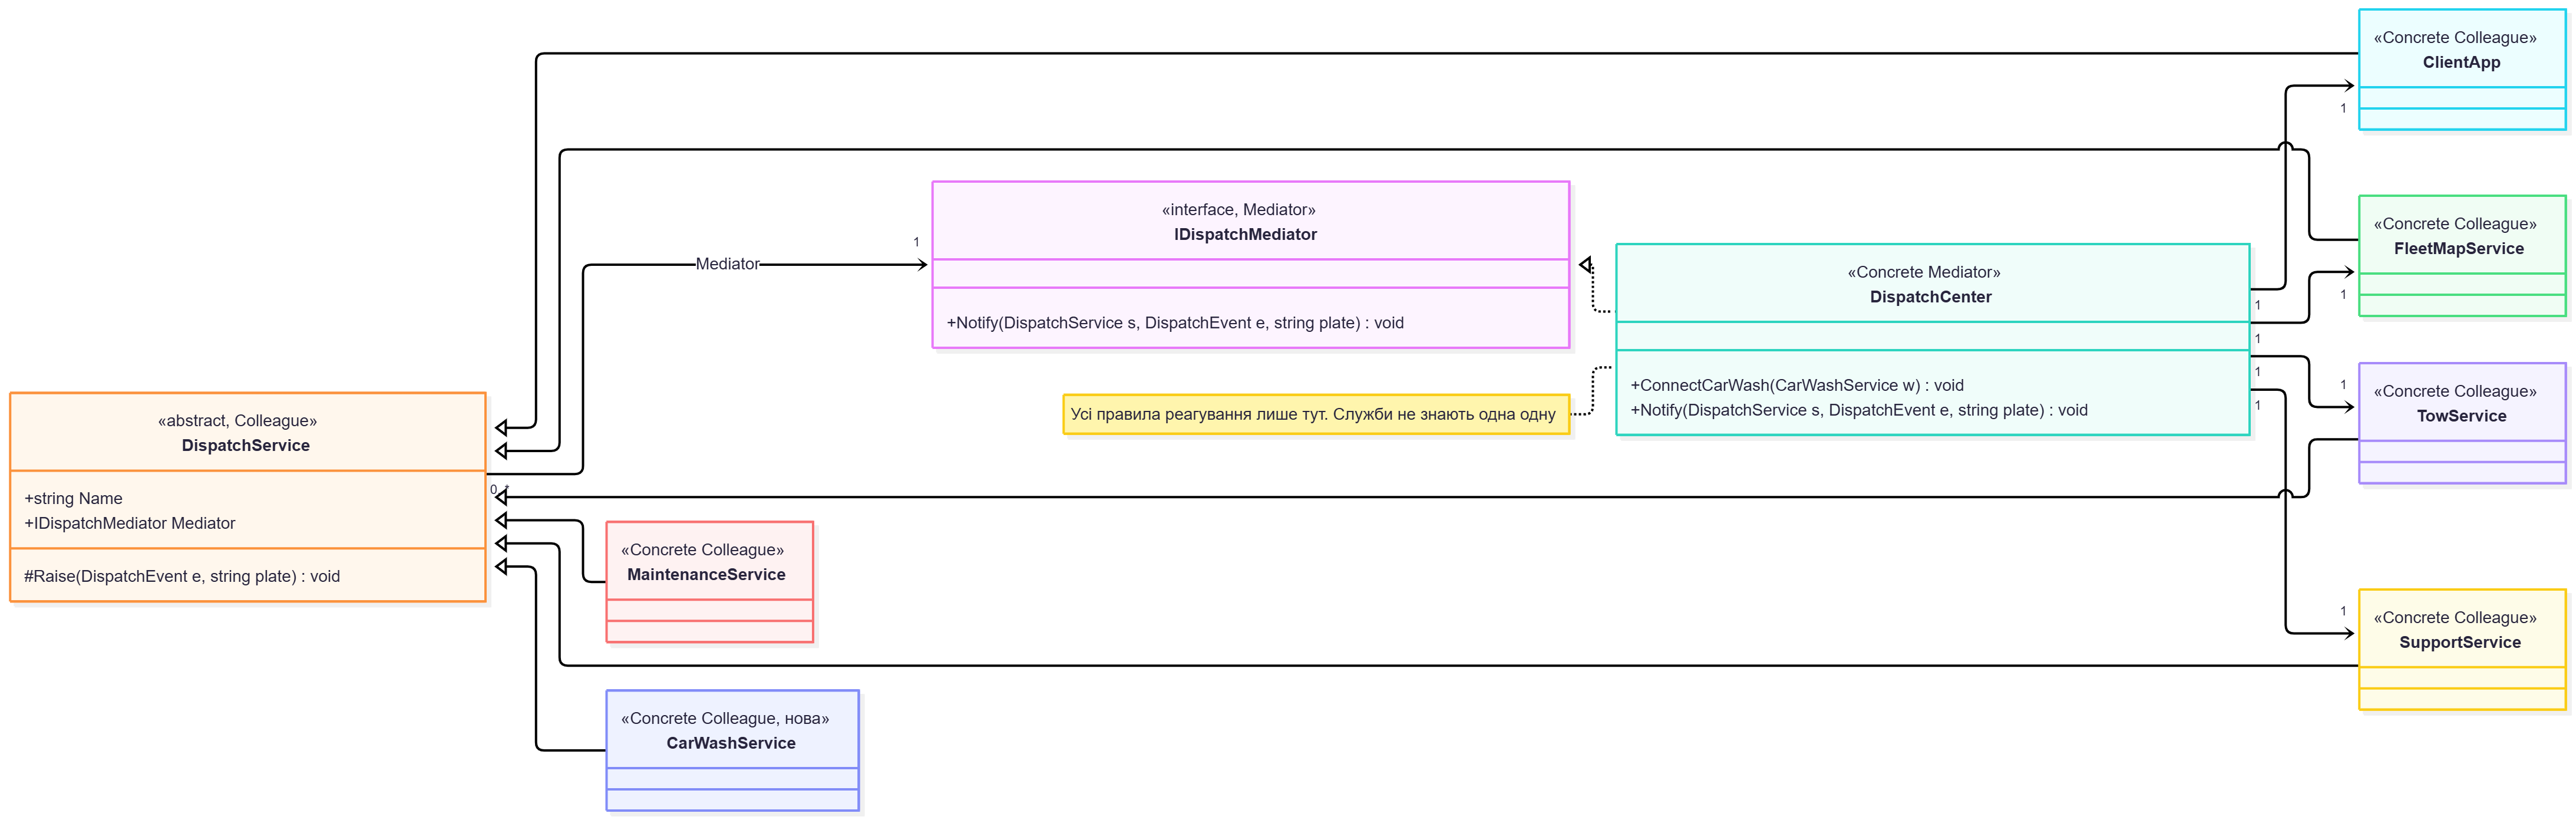 «Concrete Colleague»
ClientApp
1
«interface, Mediator»
IDispatchMediator
+Notify(DispatchService s, DispatchEvent e, string plate) : void
1
Mediator
«Concrete Mediator»
DispatchCenter
+ConnectCarWash(CarWashService w) : void
+Notify(DispatchService s, DispatchEvent e, string plate) : void
1
1
1
1
Усі правила реагування лише тут. Служби не знають одна одну
«Concrete Colleague»
FleetMapService
1
«Concrete Colleague»
TowService
1
«abstract, Colleague»
DispatchService
+string Name
+IDispatchMediator Mediator
#Raise(DispatchEvent e, string plate) : void
«Concrete Colleague»
MaintenanceService
«Concrete Colleague»
SupportService
1
«Concrete Colleague, нова»
CarWashService